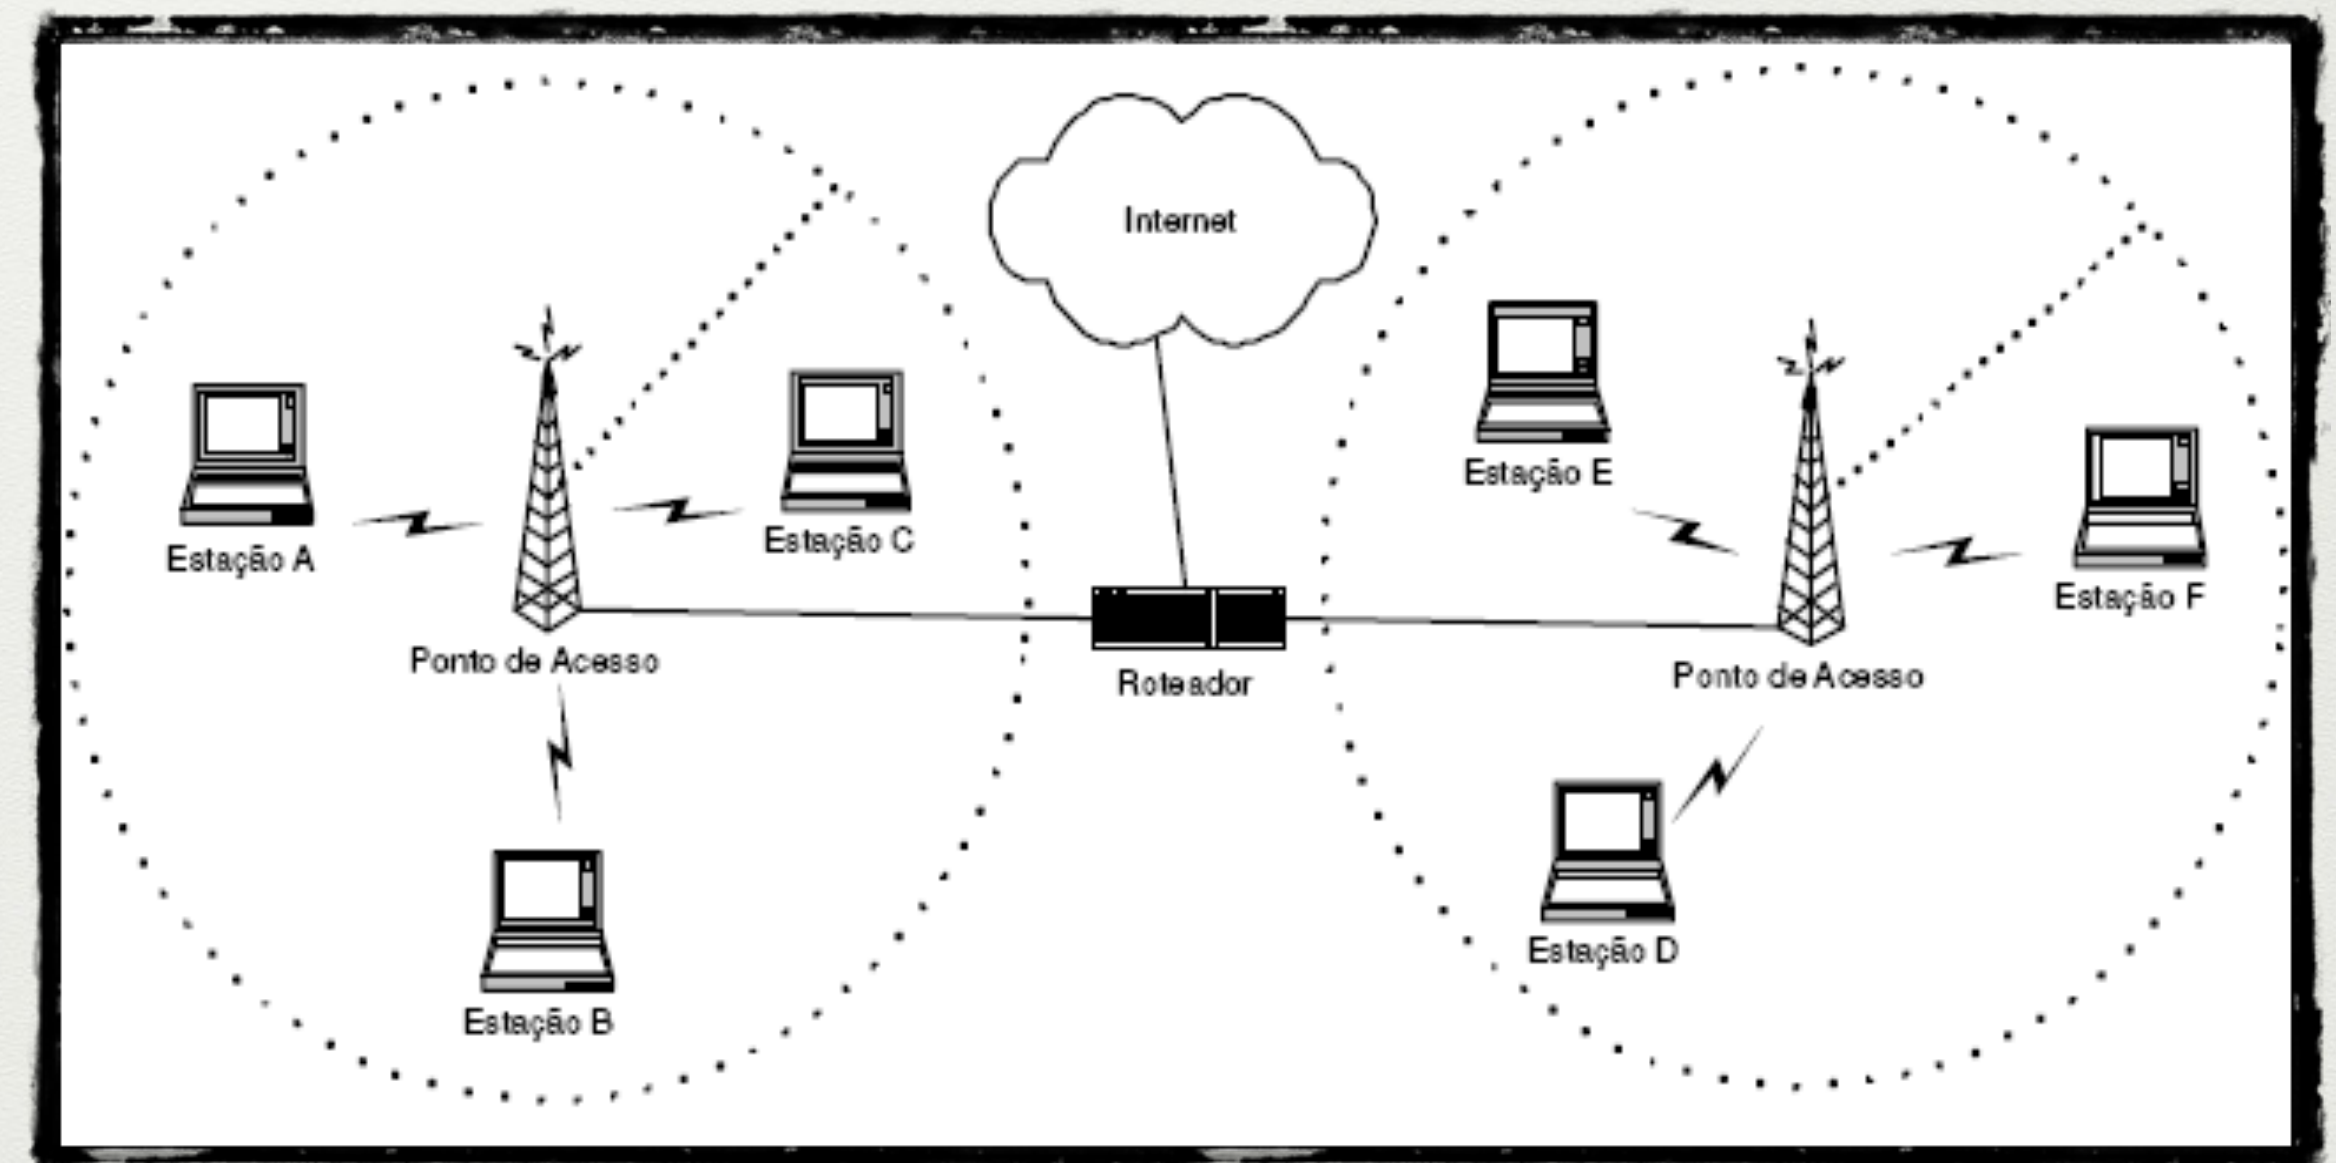 Internet
Estação A
Estação C
Ponto de Acesso
Estação B
Roteador
Estação E
Estação F
Ponto de Acesso
Estação D